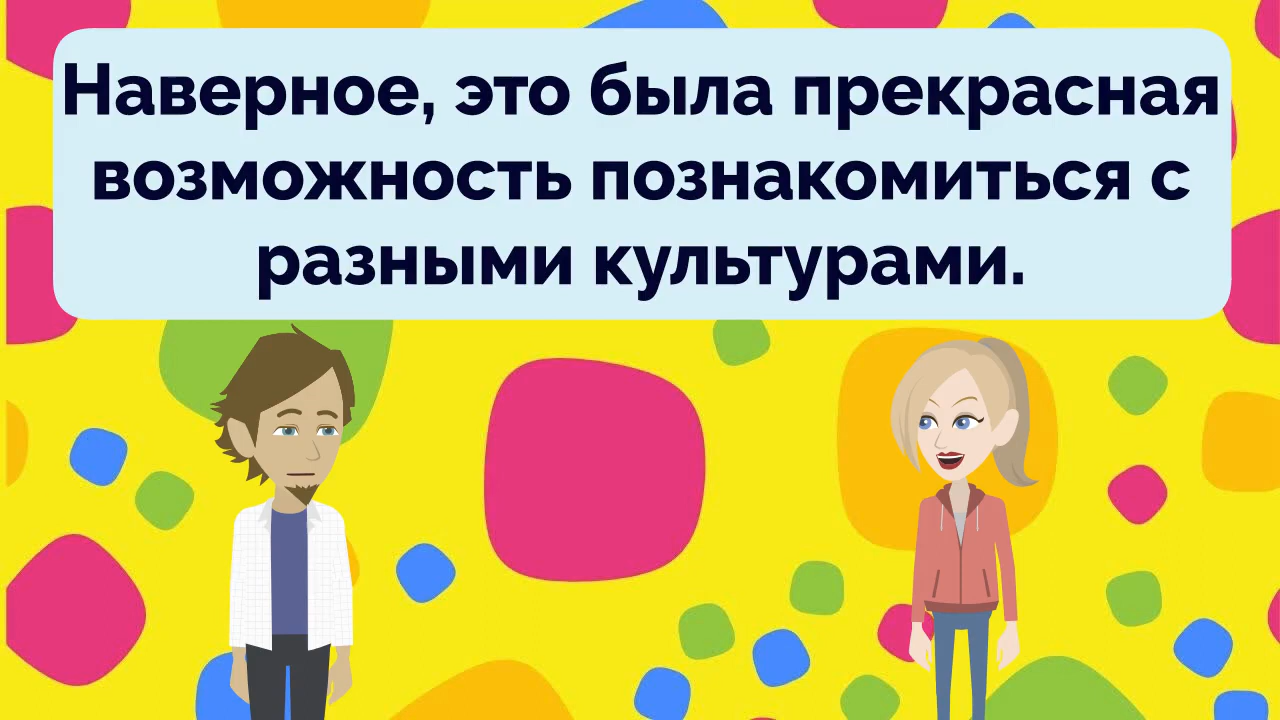 Наверное, это была прекрасная
возможность познакомиться с
разными культурами.